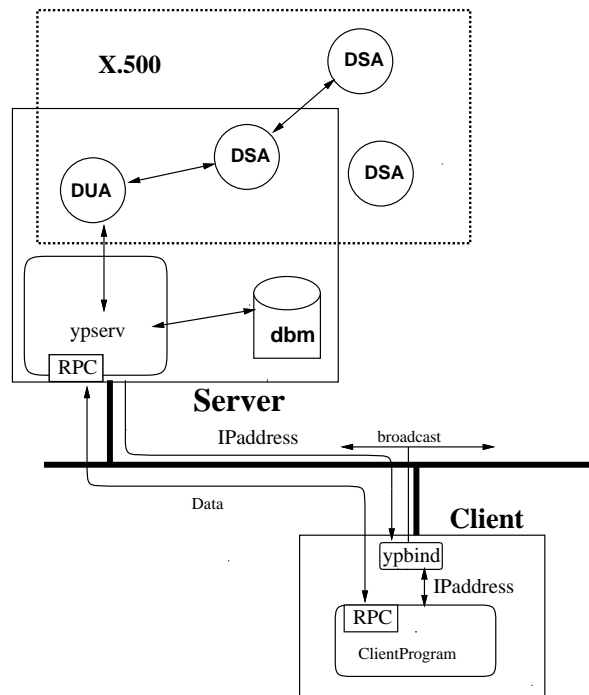 X.500
DSA
DSA
DSA
DUA
ypserv
dbm
RPC
Server
IPaddress
broadcast
Data
Client
ypbind
IPaddress
RPC
ClientProgram